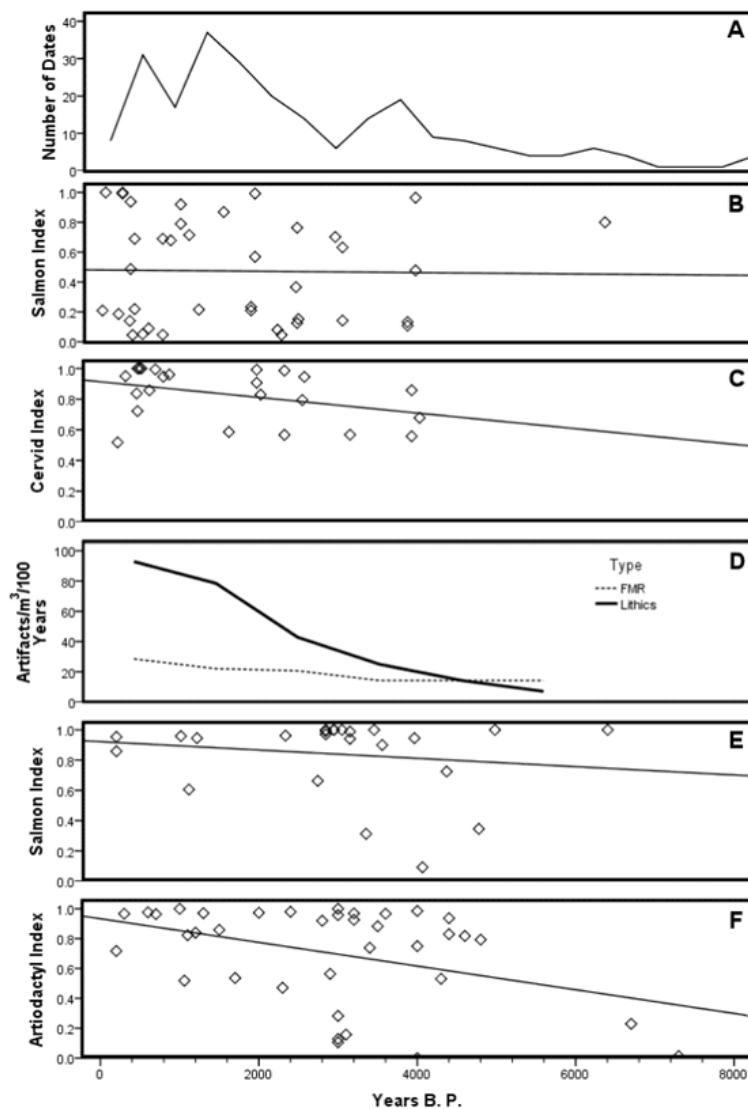 A
Number of Dates
40
30
20
10
0
B
Salmon Index
1.0
0.8
0.6
0.4
0.2
0.0
C
Cervid Index
1.0
0.8
0.6
0.4
0.2
0.0
D
Artifacts/m³/100
Years
100
80
60
40
20
0
Type
FMR
Lithics
E
Salmon Index
1.0
0.8
0.6
0.4
0.2
0.0
F
Artiodactyl Index
1.0
0.8
0.6
0.4
0.2
0.0
0 2000 4000 6000 8000
Years B. P.